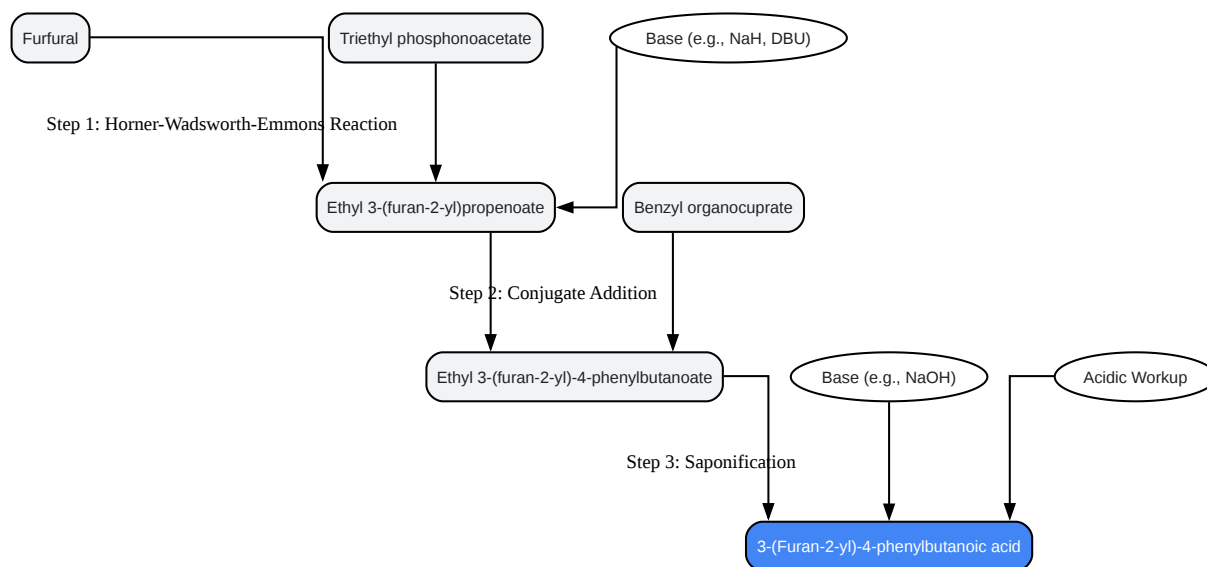 Furfural
Triethyl phosphonoacetate
Base (e.g., NaH, DBU)
Step 1: Horner-Wadsworth-Emmons Reaction
Ethyl 3-(furan-2-yl)propenoate
Benzyl organocuprate
Step 2: Conjugate Addition
Ethyl 3-(furan-2-yl)-4-phenylbutanoate
Base (e.g., NaOH)
Acidic Workup
Step 3: Saponification
3-(Furan-2-yl)-4-phenylbutanoic acid